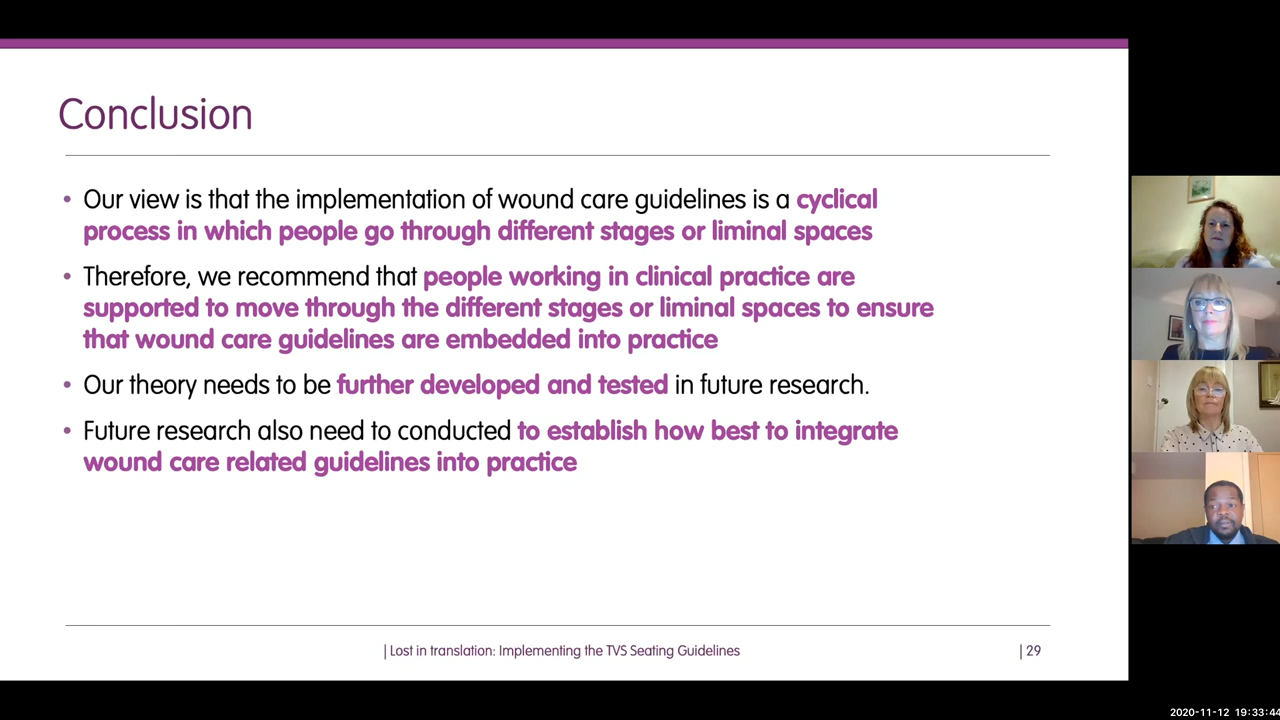 Conclusion
• Our view is that the implementation of wound care guidelines is a cyclical
process in which people go through different stages or liminal spaces
• Therefore, we recommend that people working in clinical practice are
supported to move through the different stages or liminal spaces to ensure
that wound care guidelines are embedded into practice
• Our theory needs to be further developed and tested in future research.
• Future research also need to conducted to establish how best to integrate
wound care related guidelines into practice
| Lost in translation: Implementing the TVS Seating Guidelines
| 29
2020-11-12 19:33:44